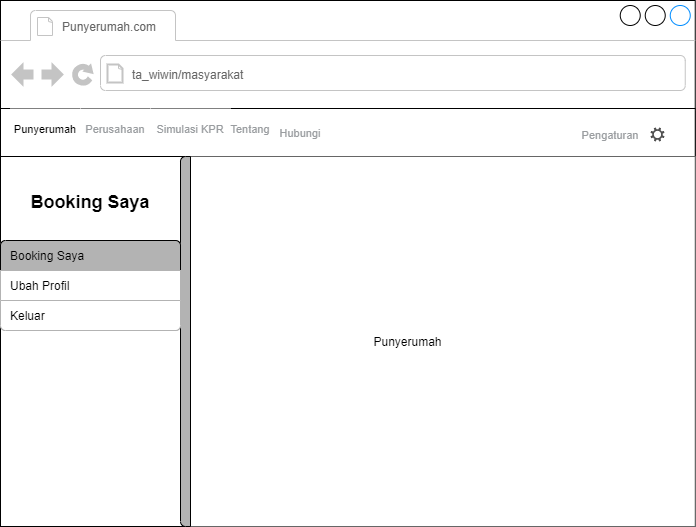 Punyerumah.com
ta_wiwin/masyarakat
Punyerumah Perusahaan Simulasi KPR Tentang Hubungi Pengaturan
Booking Saya
Booking Saya
Ubah Profil
Keluar
Punyerumah